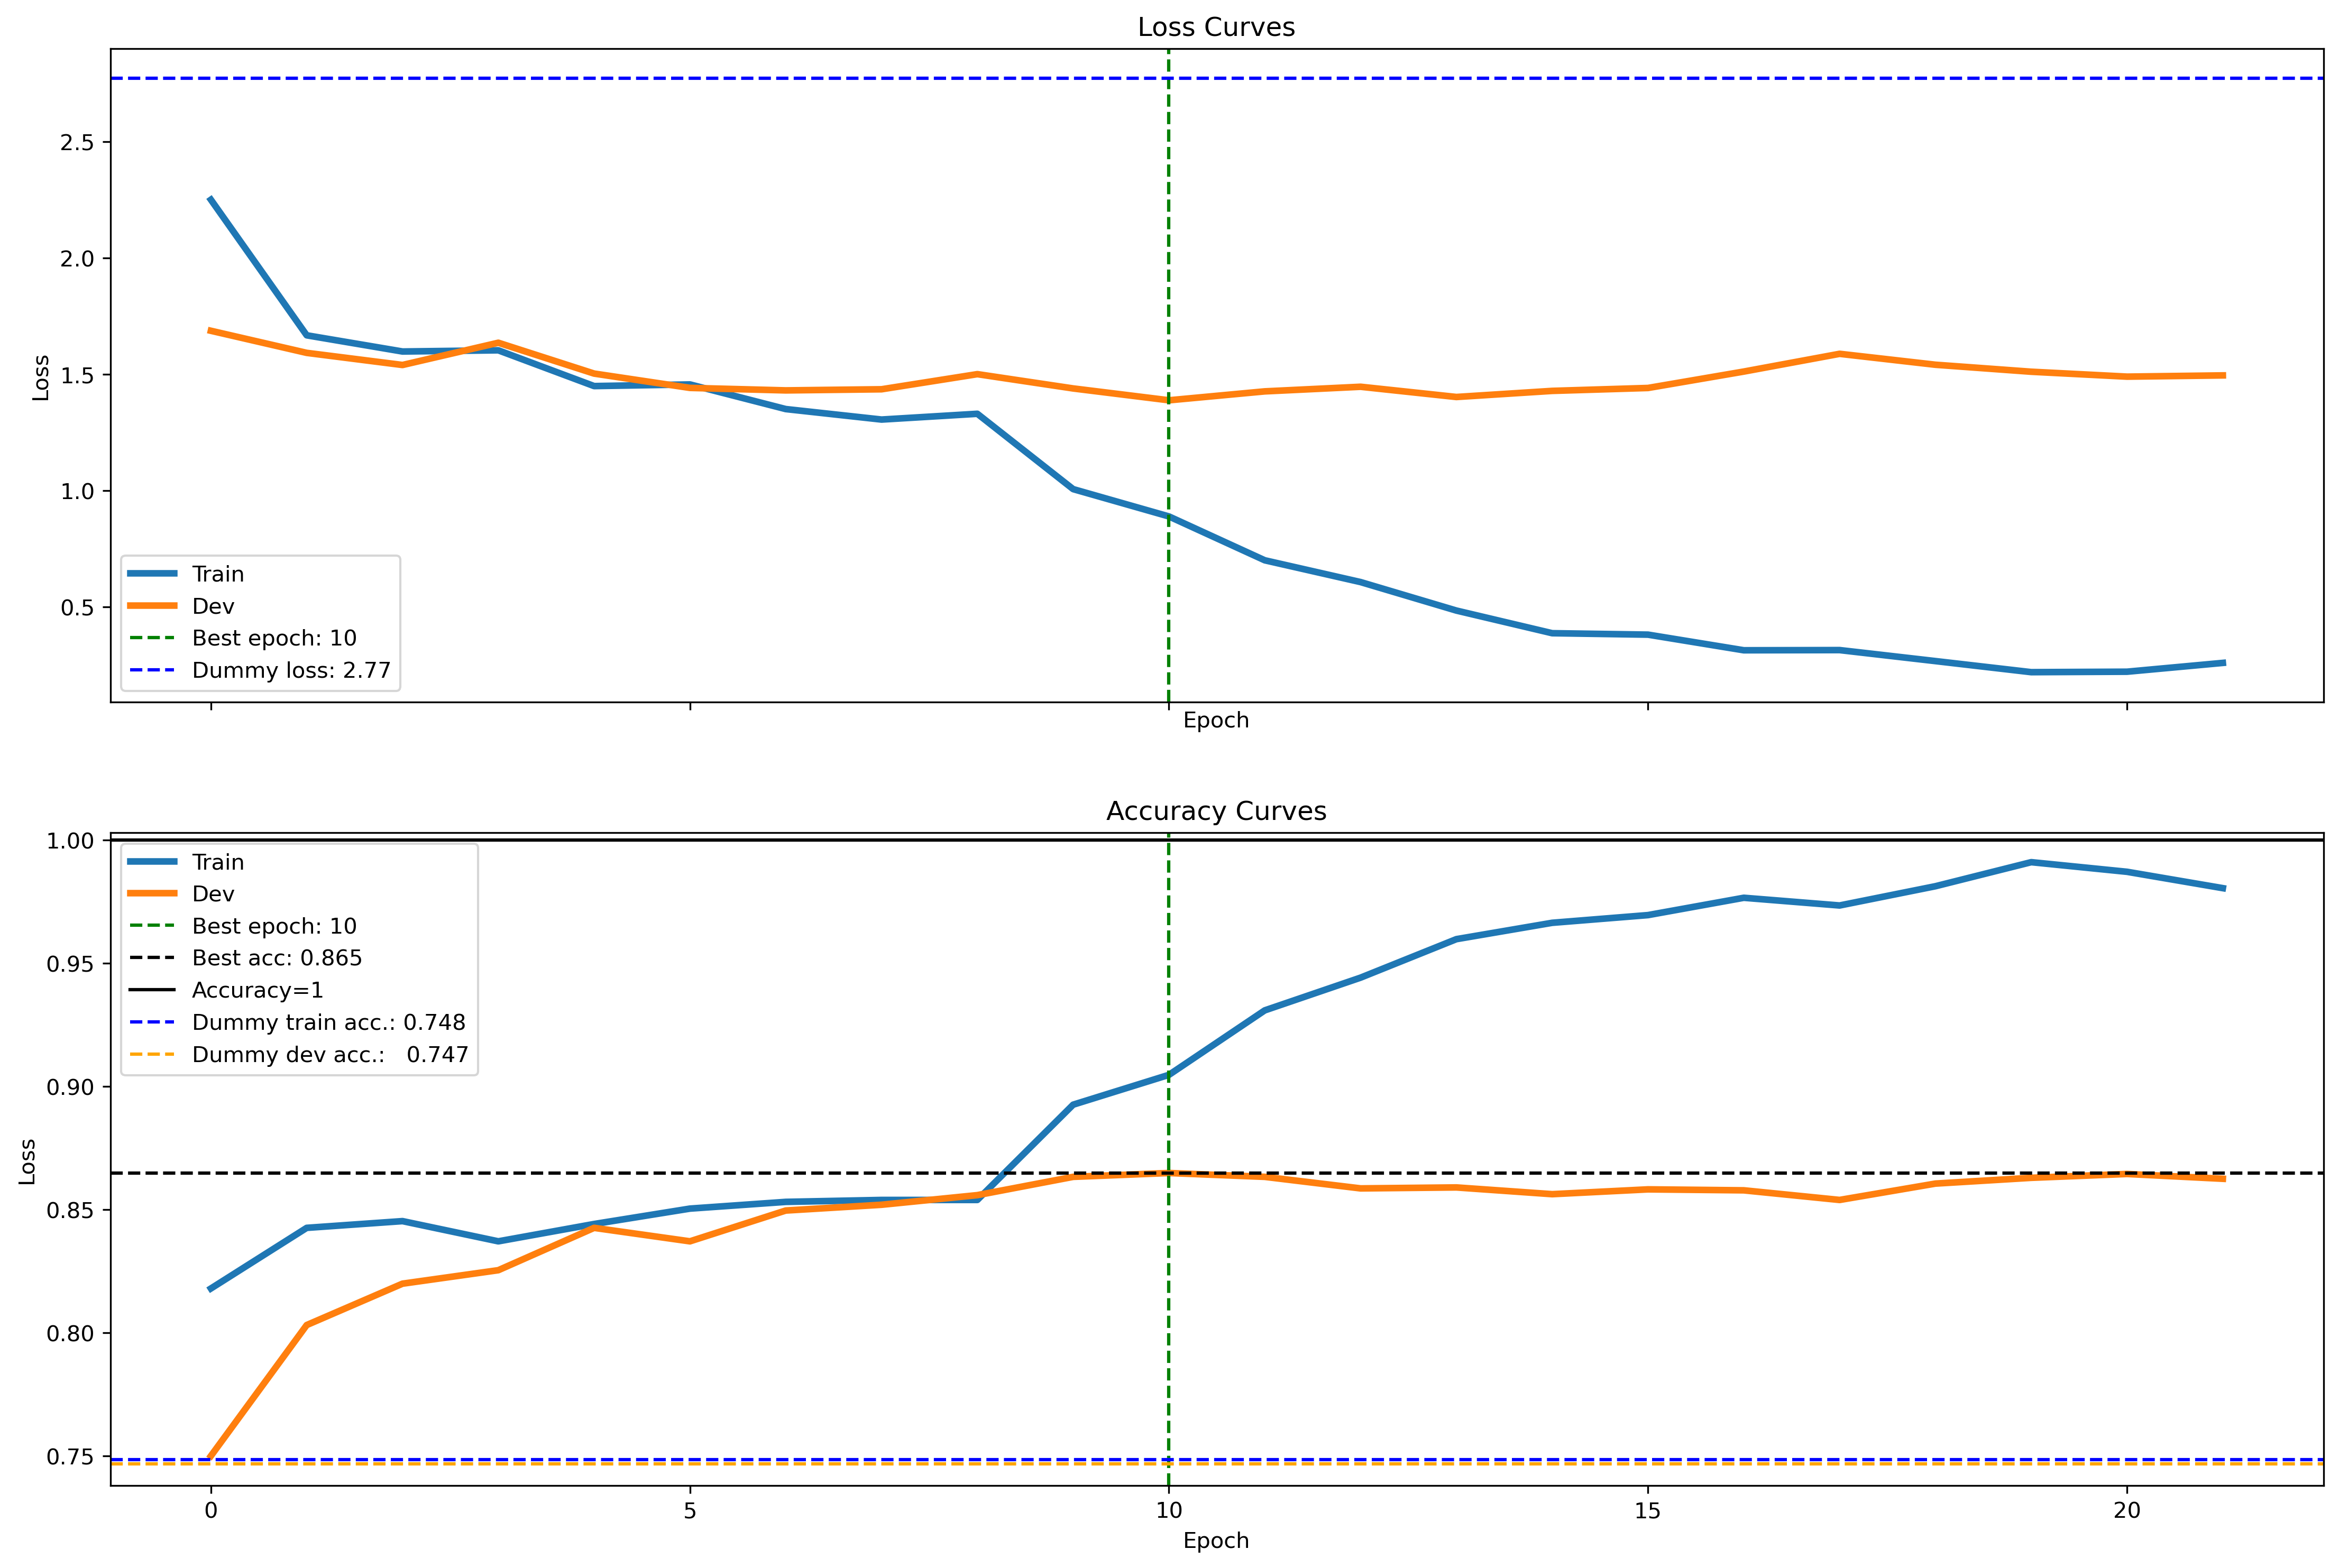 Loss Curves
2.5
2.0
1.5
1.0
0.5
Loss
Train
Dev
Best epoch: 10
Dummy loss: 2.77
Epoch
Accuracy Curves
1.00
0.95
0.90
0.85
0.80
0.75
Loss
Train
Dev
Best epoch: 10
Best acc: 0.865
Accuracy=1
Dummy train acc.: 0.748
Dummy dev acc.: 0.747
0 5 10 15 20
Epoch